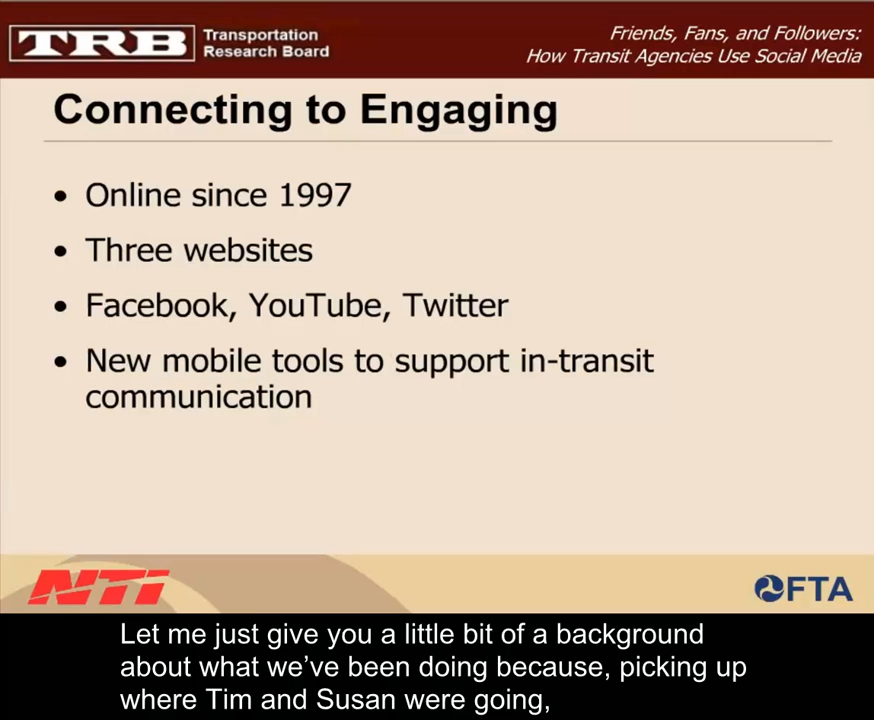 TRB Transportation
Research Board
Friends, Fans, and Followers:
How Transit Agencies Use Social Media
Connecting to Engaging
• Online since 1997
• Three websites
• Facebook, YouTube, Twitter
• New mobile tools to support in-transit
communication
NTI
FTA
Let me just give you a little bit of a background
about what we’ve been doing because, picking up
where Tim and Susan were going,